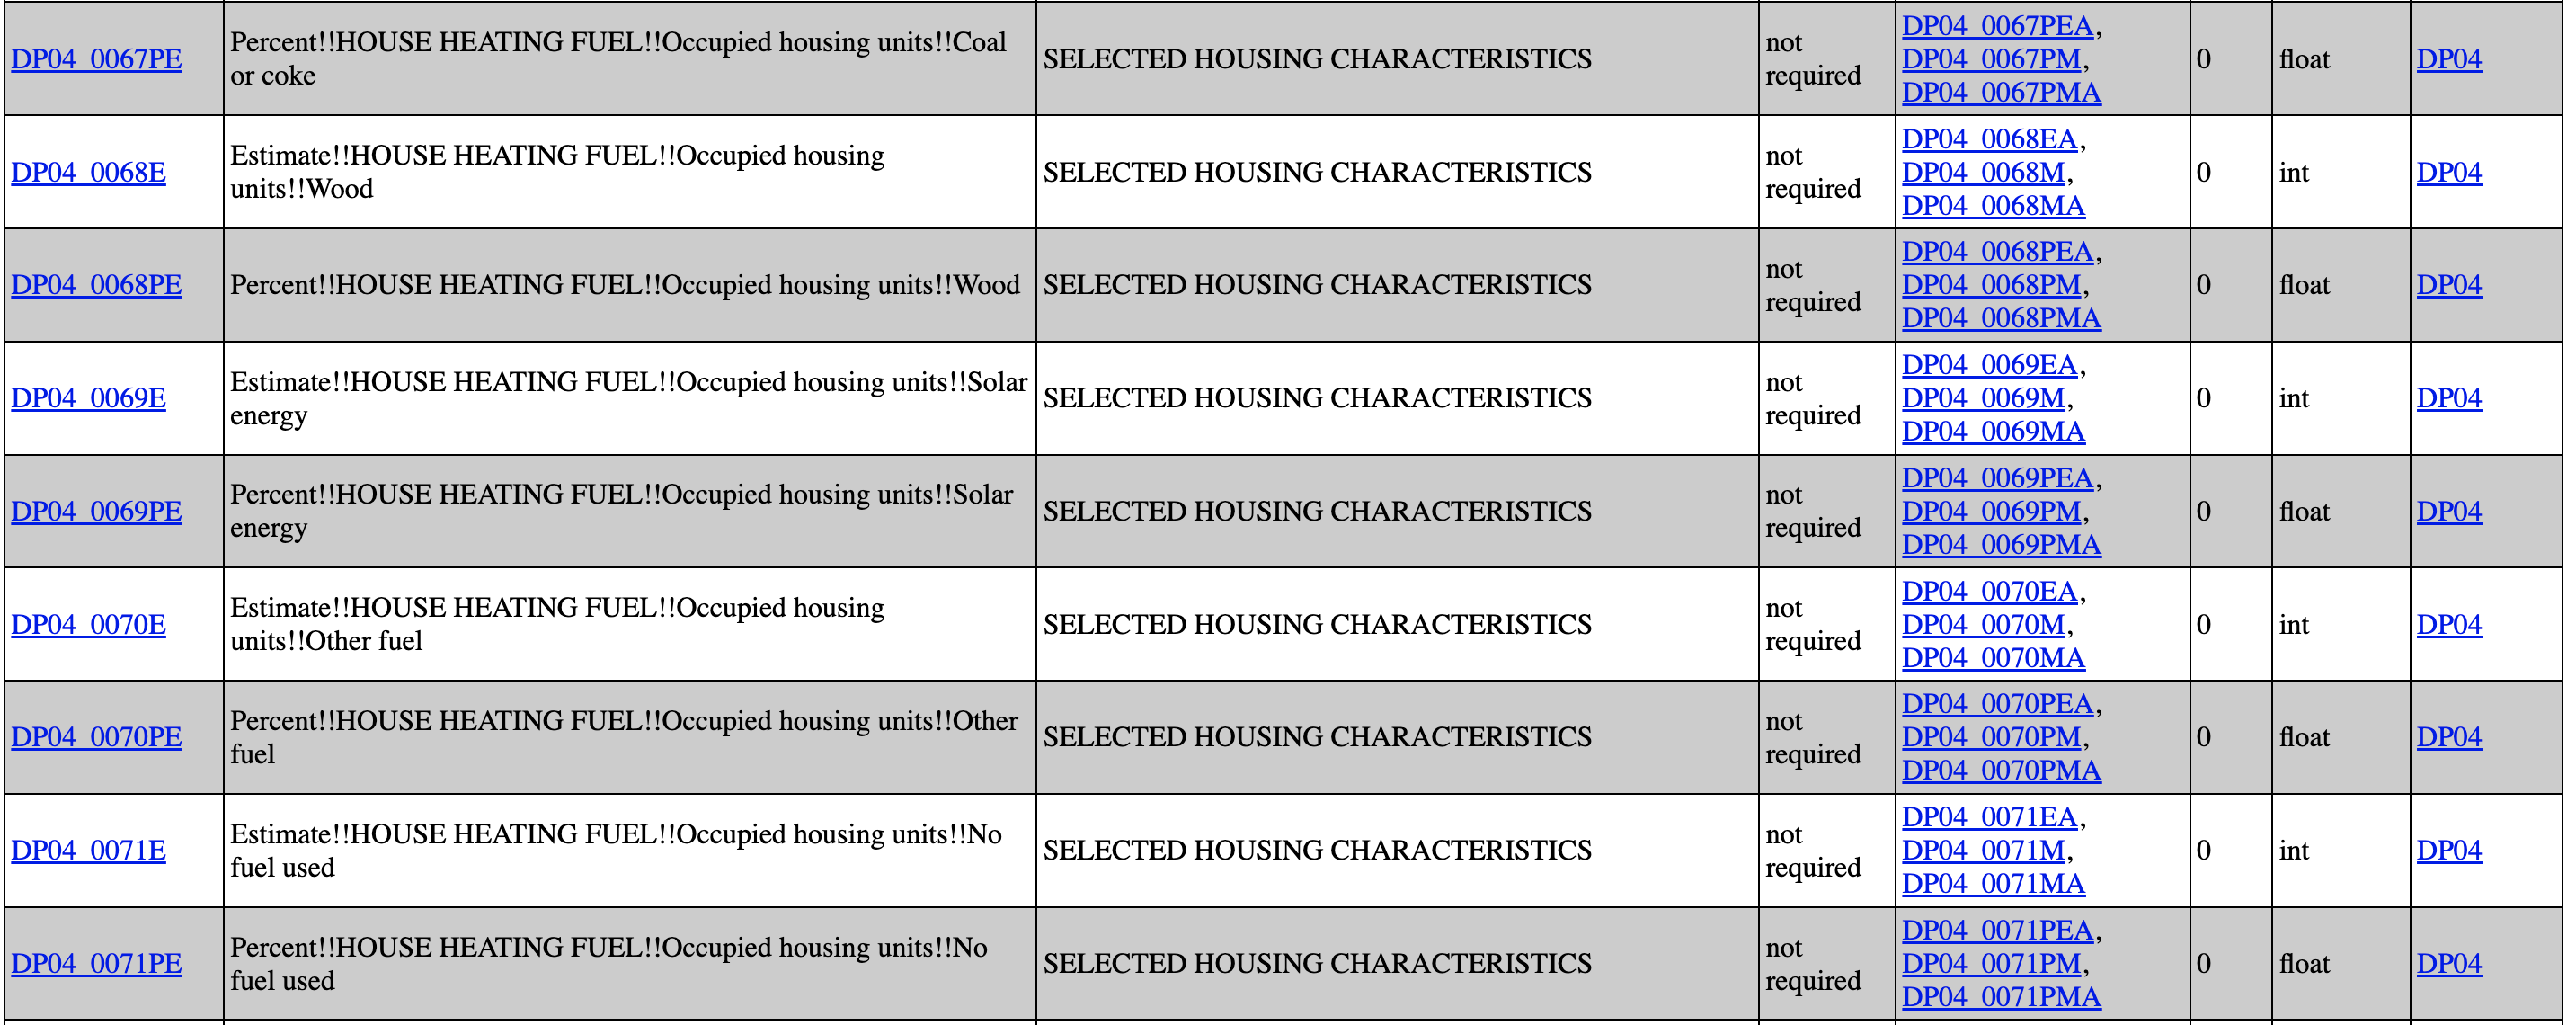 DP04_0067PE Percent!!HOUSE HEATING FUEL!!Occupied housing units!!Coal or coke SELECTED HOUSING CHARACTERISTICS not required DP04_0067PEA, DP04_0067PM, DP04_0067PMA 0 float DP04
DP04_0068E Estimate!!HOUSE HEATING FUEL!!Occupied housing units!!Wood SELECTED HOUSING CHARACTERISTICS not required DP04_0068EA, DP04_0068M, DP04_0068MA 0 int DP04
DP04_0068PE Percent!!HOUSE HEATING FUEL!!Occupied housing units!!Wood SELECTED HOUSING CHARACTERISTICS not required DP04_0068PEA, DP04_0068PM, DP04_0068PMA 0 float DP04
DP04_0069E Estimate!!HOUSE HEATING FUEL!!Occupied housing units!!Solar energy SELECTED HOUSING CHARACTERISTICS not required DP04_0069EA, DP04_0069M, DP04_0069MA 0 int DP04
DP04_0069PE Percent!!HOUSE HEATING FUEL!!Occupied housing units!!Solar energy SELECTED HOUSING CHARACTERISTICS not required DP04_0069PEA, DP04_0069PM, DP04_0069PMA 0 float DP04
DP04_0070E Estimate!!HOUSE HEATING FUEL!!Occupied housing units!!Other fuel SELECTED HOUSING CHARACTERISTICS not required DP04_0070EA, DP04_0070M, DP04_0070MA 0 int DP04
DP04_0070PE Percent!!HOUSE HEATING FUEL!!Occupied housing units!!Other fuel SELECTED HOUSING CHARACTERISTICS not required DP04_0070PEA, DP04_0070PM, DP04_0070PMA 0 float DP04
DP04_0071E Estimate!!HOUSE HEATING FUEL!!Occupied housing units!!No fuel used SELECTED HOUSING CHARACTERISTICS not required DP04_0071EA, DP04_0071M, DP04_0071MA 0 int DP04
DP04_0071PE Percent!!HOUSE HEATING FUEL!!Occupied housing units!!No fuel used SELECTED HOUSING CHARACTERISTICS not required DP04_0071PEA, DP04_0071PM, DP04_0071PMA 0 float DP04